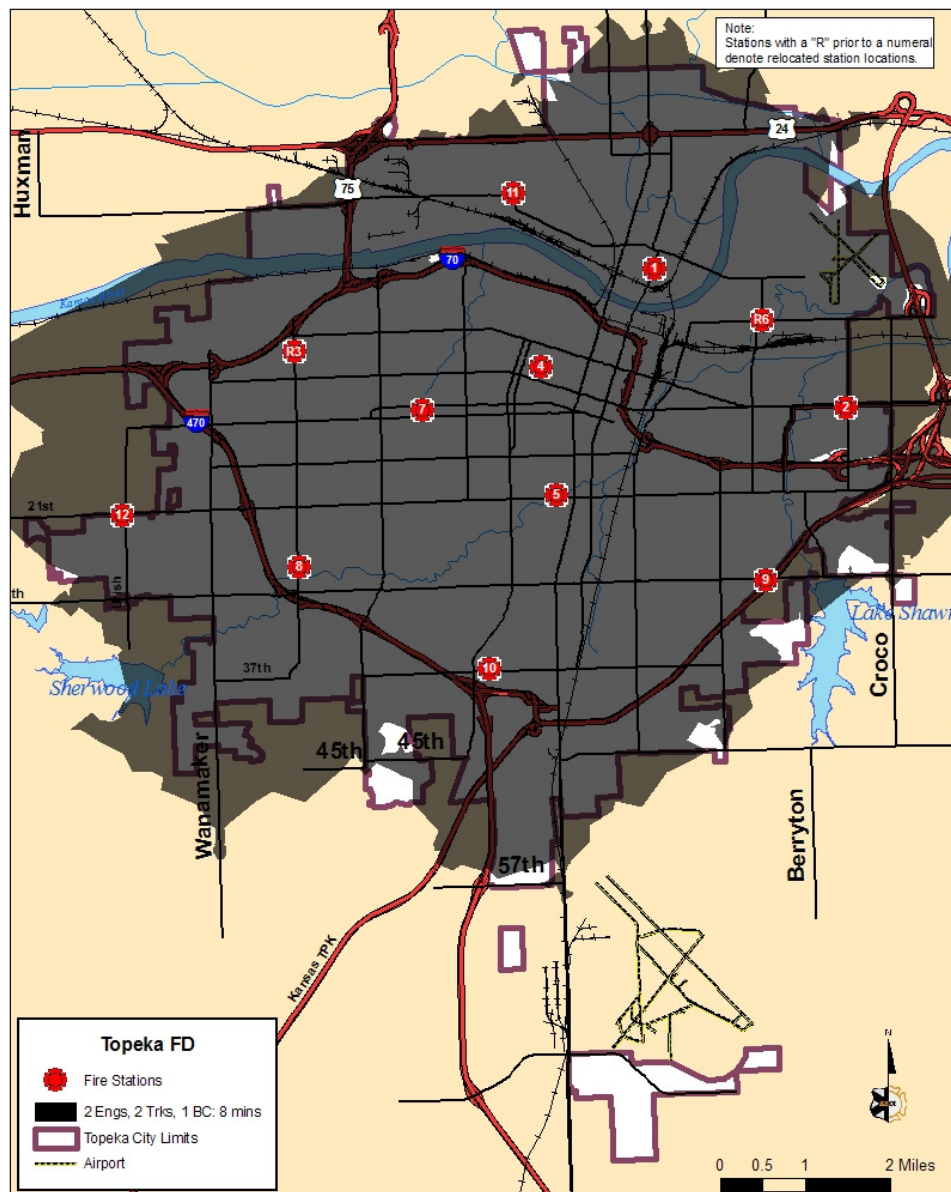 Note:
Stations with a "R" prior to a numeral
denote relocated station locations.
24
Huxman
75
11
70
1
R6
R3
4
7
2
470
5
21st
12
8
9
th
Lake Shawn
37th
10
Sherwood Lake
Croco
45th
45th
Wanamaker
Berryton
57th
Kansas TPK
Topeka FD
Fire Stations
2 Engs, 2 Trks, 1 BC: 8 mins
Topeka City Limits
Airport
0 0.5 1 2 Miles